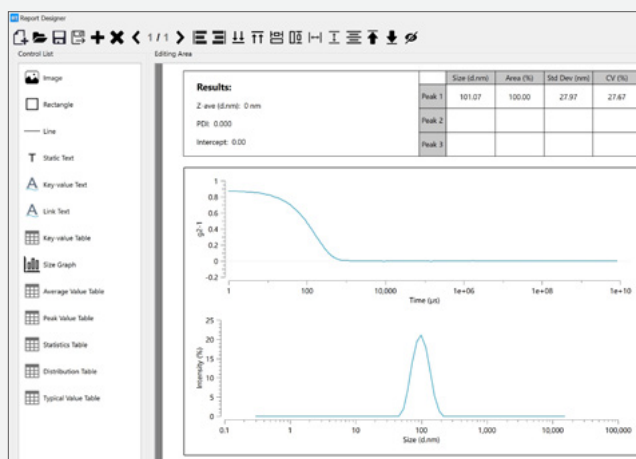 Report Designer
1 / 1
Control List
Editing Area
Image
Rectangle
Line
T Static Text
A Key-value Text
A Link Text
Key-value Table
Size Graph
Average Value Table
Peak Value Table
Statistics Table
Distribution Table
Typical Value Table
Results:
Z-ave (d.nm): 0 nm
PDI: 0.000
Intercept: 0.00
Size (d.nm) Area (%) Std Dev (nm) CV (%)
Peak 1 101.07 100.00 27.97 27.67
Peak 2
Peak 3
g2-1
1
0.8
0.6
0.4
0.2
0
-0.2
1 100 10,000 1e+06 1e+08 1e+10
Time (µs)
Intensity (%)
25
20
15
10
5
0
0.1 1 10 100 1,000 10,000 100,000
Size (d.nm)